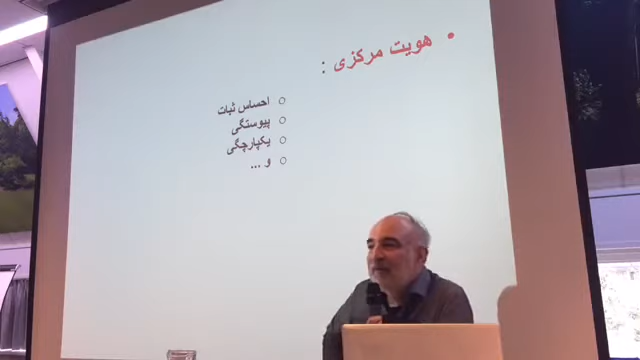 • هویت مرکزی :
○ احساس ثبات
○ پیوستگی
○ یکپارچگی
○ و ...